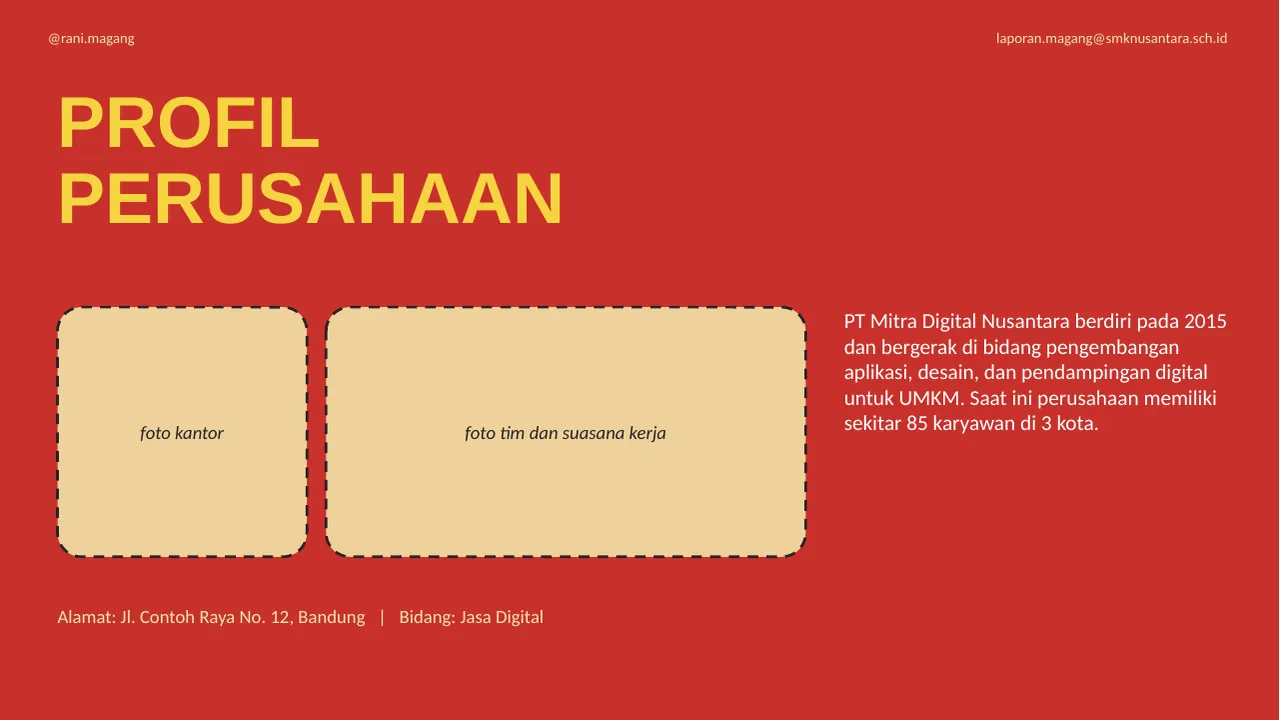 @rani.magang
laporan.magang@smknusantara.sch.id
PROFIL
PERUSAHAAN
foto kantor
foto tim dan suasana kerja
PT Mitra Digital Nusantara berdiri pada 2015
dan bergerak di bidang pengembangan
aplikasi, desain, dan pendampingan digital
untuk UMKM. Saat ini perusahaan memiliki
sekitar 85 karyawan di 3 kota.
Alamat: Jl. Contoh Raya No. 12, Bandung | Bidang: Jasa Digital